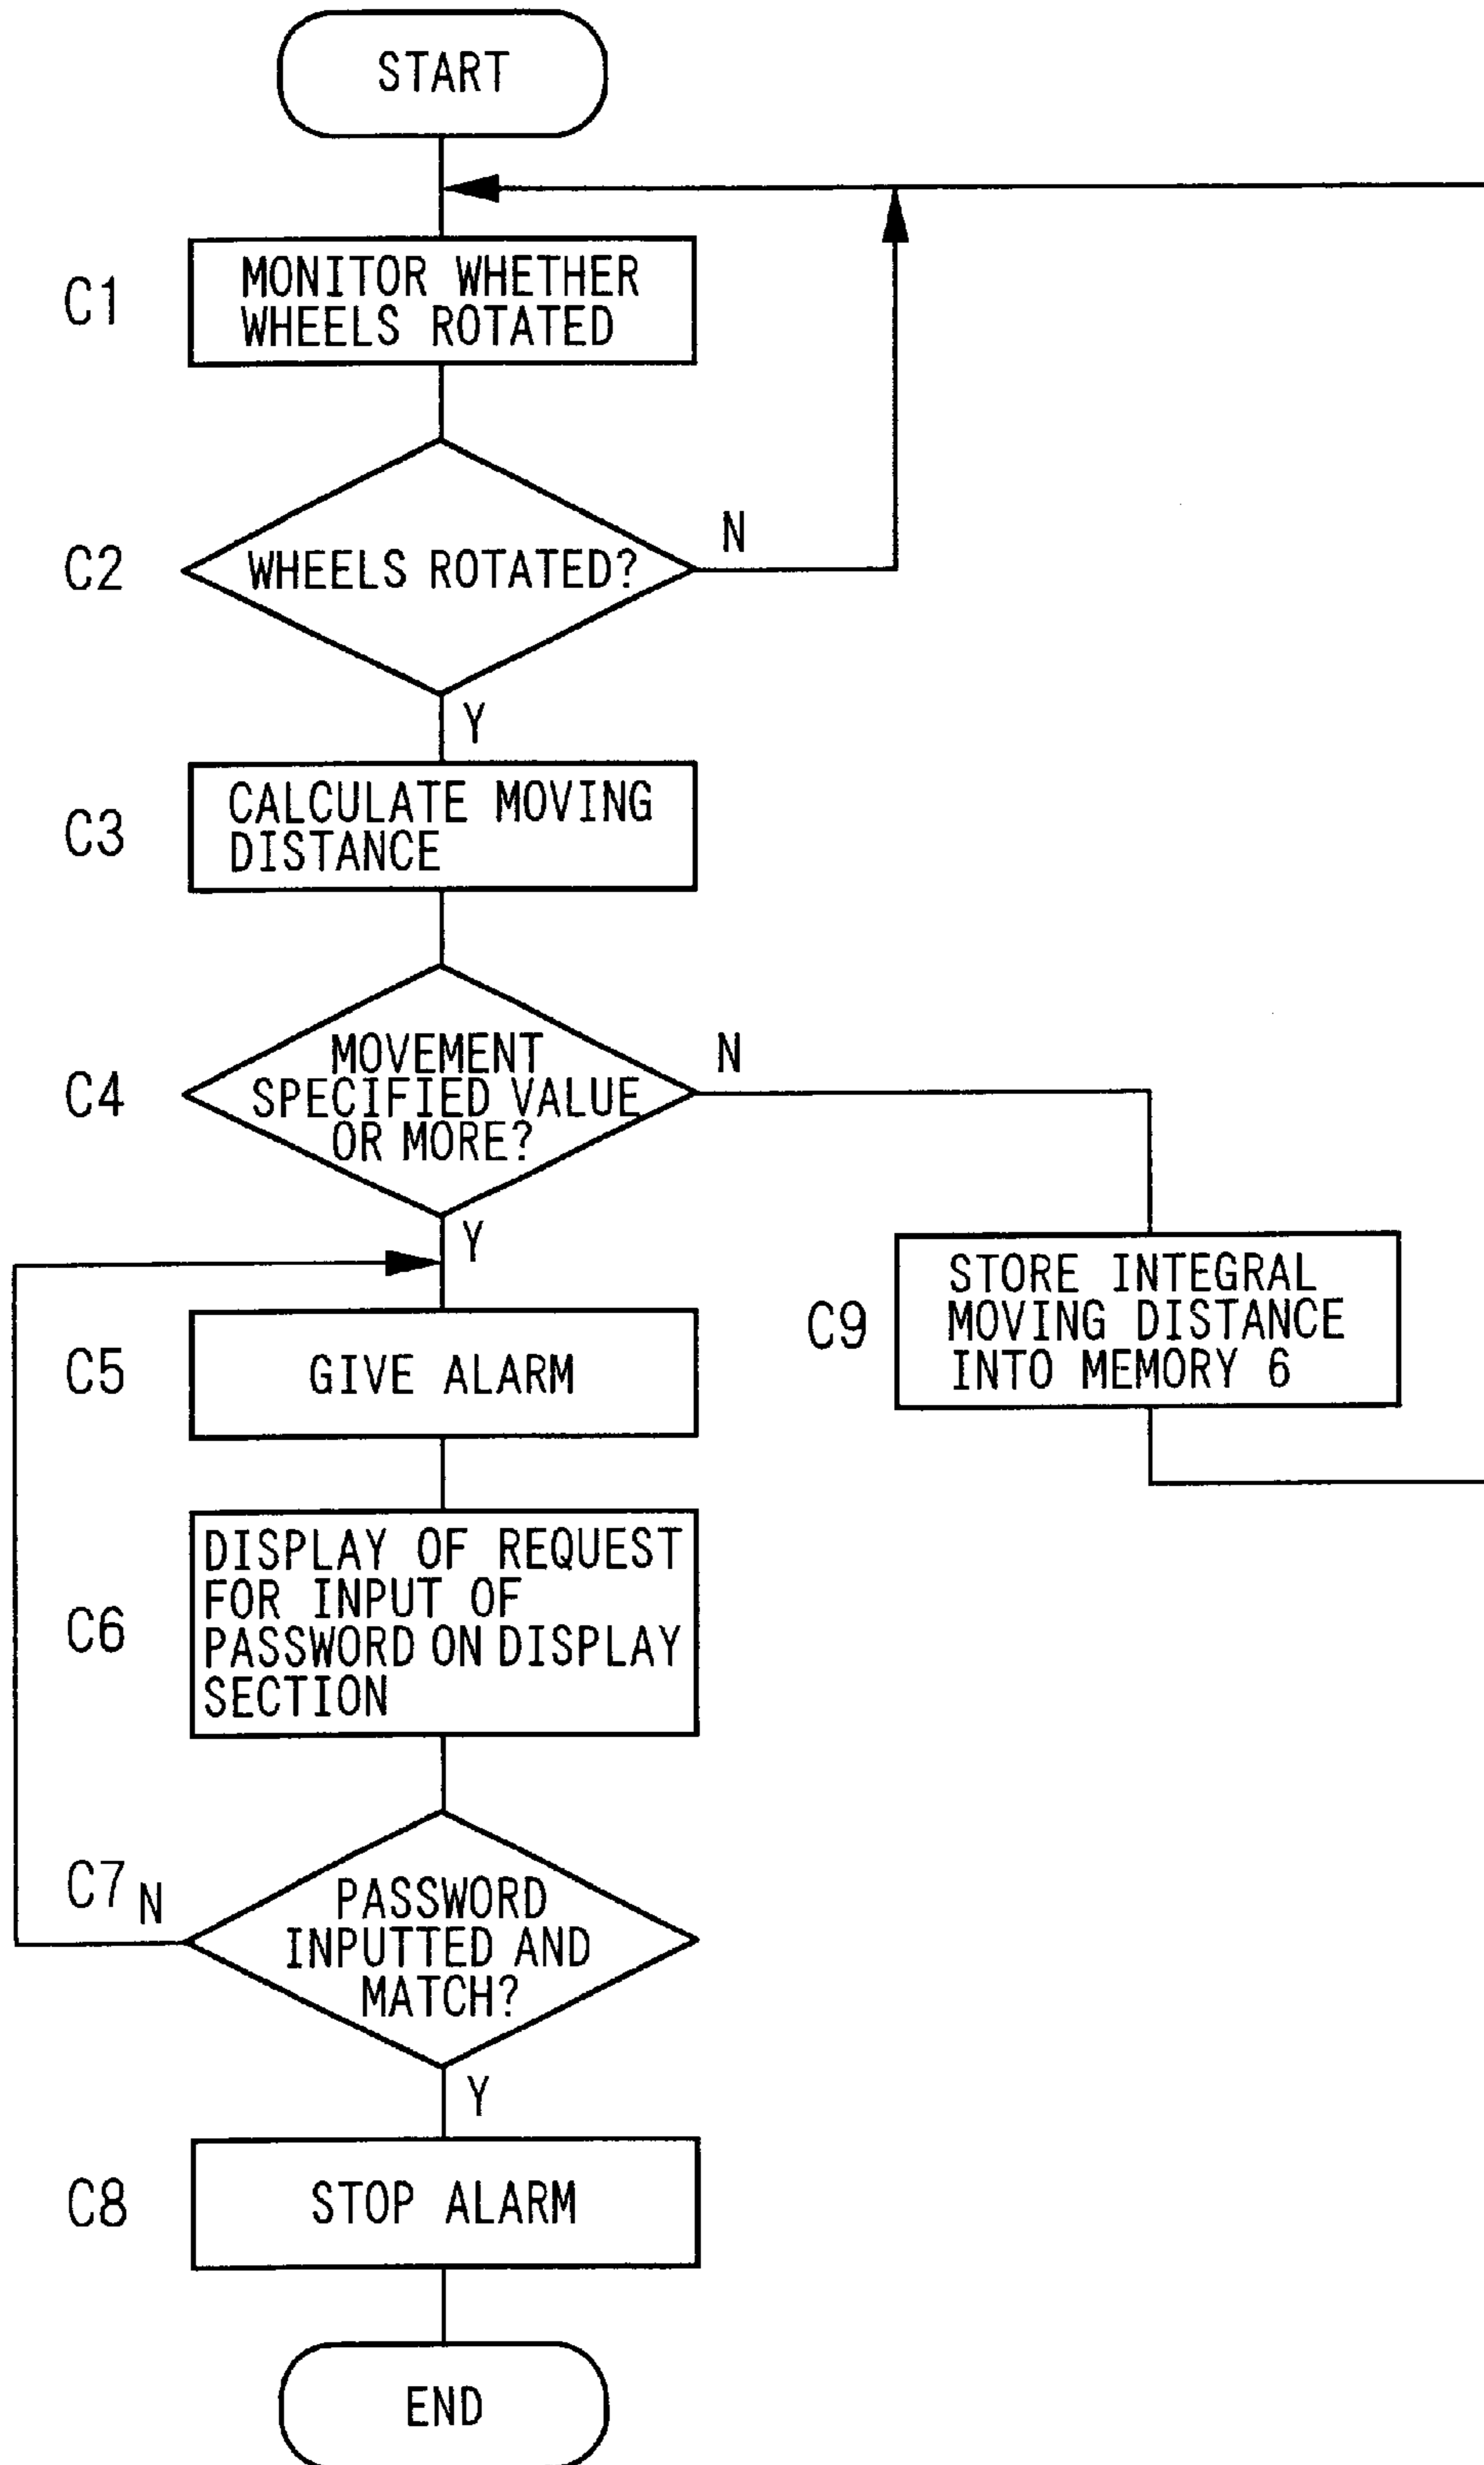 START
C1
MONITOR WHETHER
WHEELS ROTATED
C2
WHEELS ROTATED?
N
Y
C3
CALCULATE MOVING
DISTANCE
C4
MOVEMENT
SPECIFIED VALUE
OR MORE?
N
Y
C5
GIVE ALARM
C9
STORE INTEGRAL
MOVING DISTANCE
INTO MEMORY 6
C6
DISPLAY OF REQUEST
FOR INPUT OF
PASSWORD ON DISPLAY
SECTION
C7
N
PASSWORD
INPUTTED AND
MATCH?
Y
C8
STOP ALARM
END